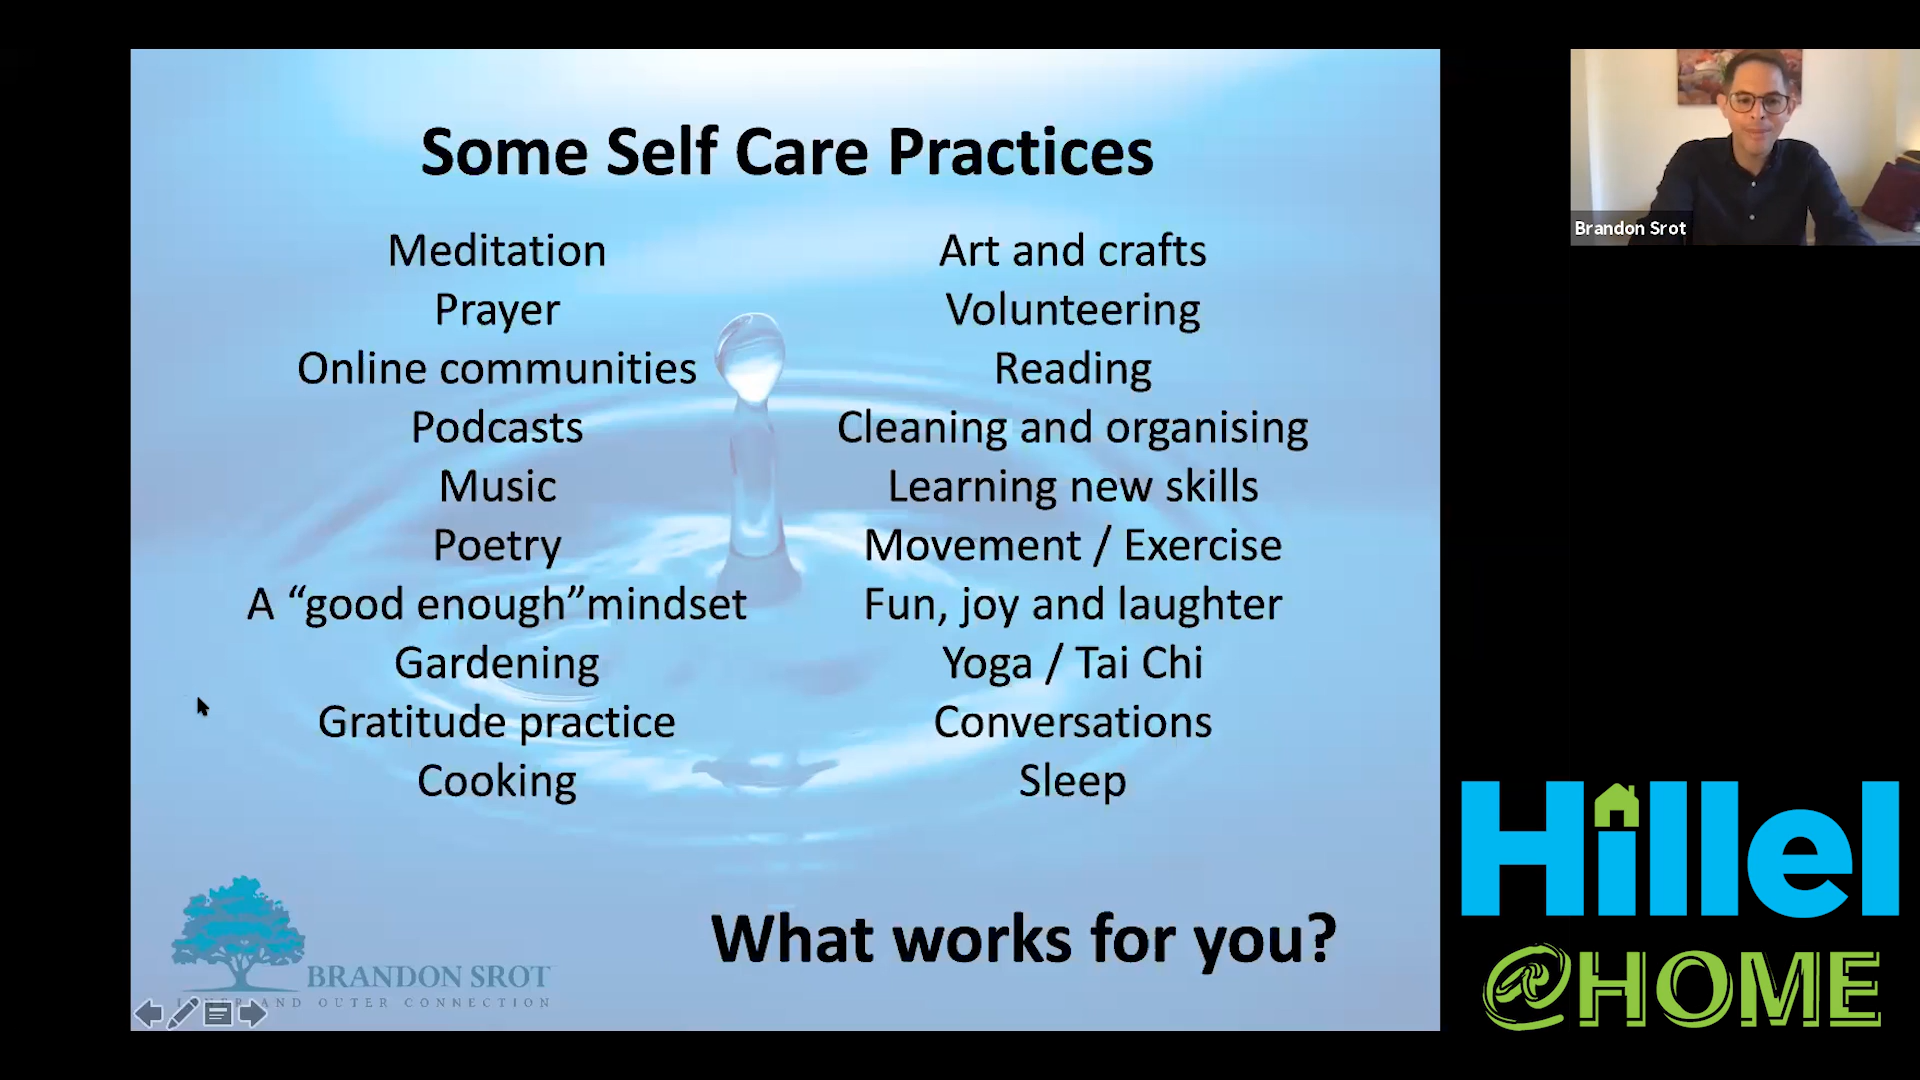 Some Self Care Practices
Meditation
Prayer
Online communities
Podcasts
Music
Poetry
A “good enough”mindset
Gardening
Gratitude practice
Cooking
Art and crafts
Volunteering
Reading
Cleaning and organising
Learning new skills
Movement / Exercise
Fun, joy and laughter
Yoga / Tai Chi
Conversations
Sleep
What works for you?
BRANDON SROT
AND OUTER CONNECTION
Brandon Srot
Hillel
@HOME